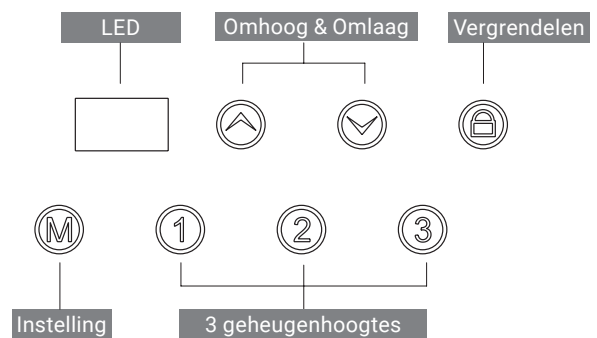 LED Omhoog & Omlaag Vergrendelen
M 1 2 3
Instelling 3 geheugenhoogtes